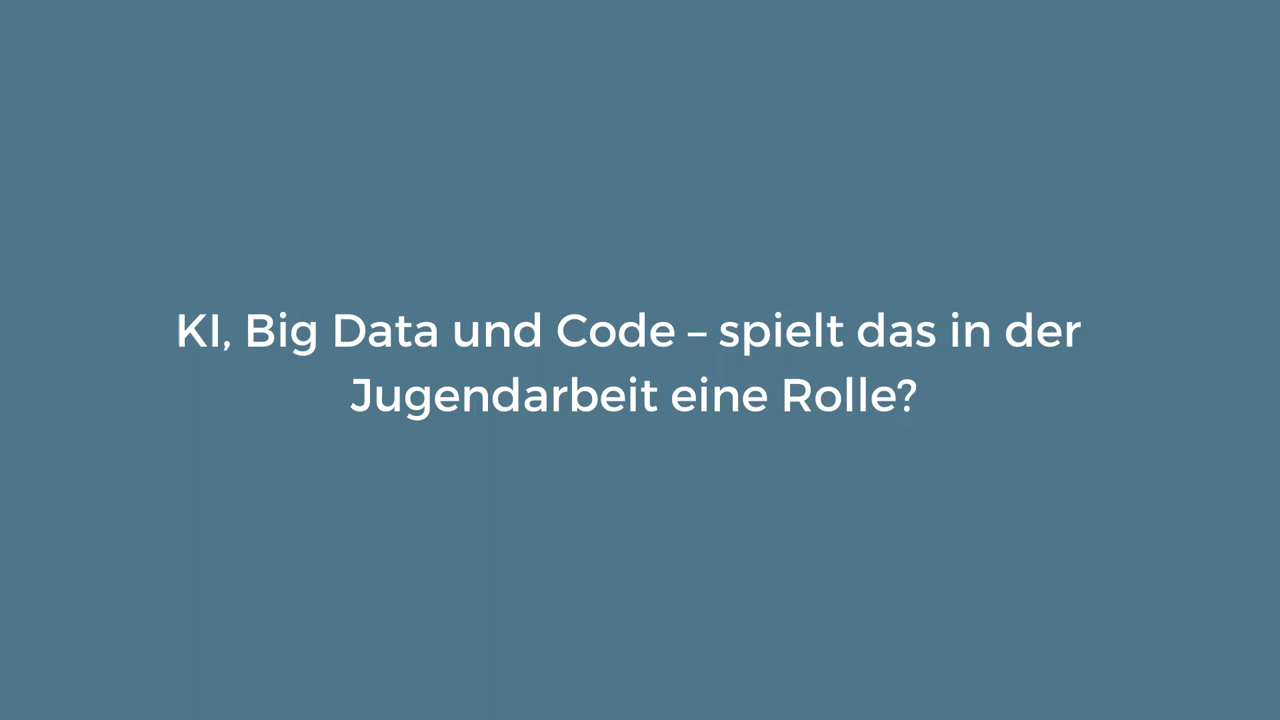 KI, Big Data und Code – spielt das in der
Jugendarbeit eine Rolle?